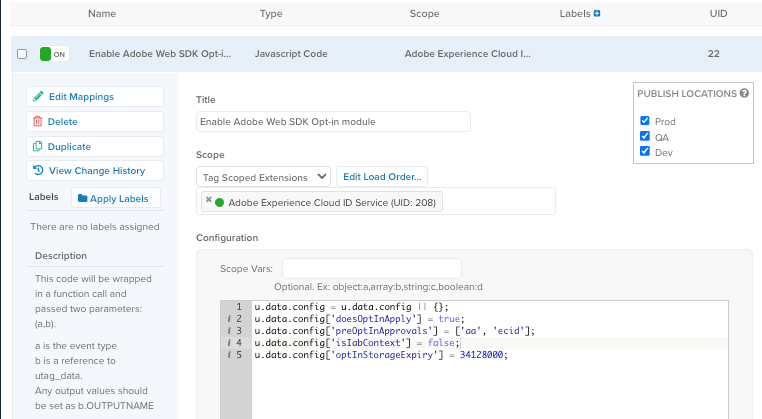 Name Type Scope Labels UID
ON Enable Adobe Web SDK Opt-i... Javascript Code Adobe Experience Cloud I... 22
Edit Mappings
Delete
Duplicate
View Change History
Labels Apply Labels
There are no labels assigned
Description
This code will be wrapped
in a function call and
passed two parameters:
(a,b).
a is the event type
b is a reference to
utag_data.
Any output values should
be set as b.OUTPUTNAME
Title
Enable Adobe Web SDK Opt-in module
PUBLISH LOCATIONS ?
Prod
QA
Dev
Scope
Tag Scoped Extensions Edit Load Order...
× Adobe Experience Cloud ID Service (UID: 208)
Configuration
Scope Vars:
Optional. Ex: object:a,array:b,string:c,boolean:d
1 u.data.config = u.data.config || {};
i 2 u.data.config['doesOptInApply'] = true;
i 3 u.data.config['preOptInApprovals'] = ['aa', 'ecid'];
i 4 u.data.config['isIabContext'] = false;
i 5 u.data.config['optInStorageExpiry'] = 34128000;